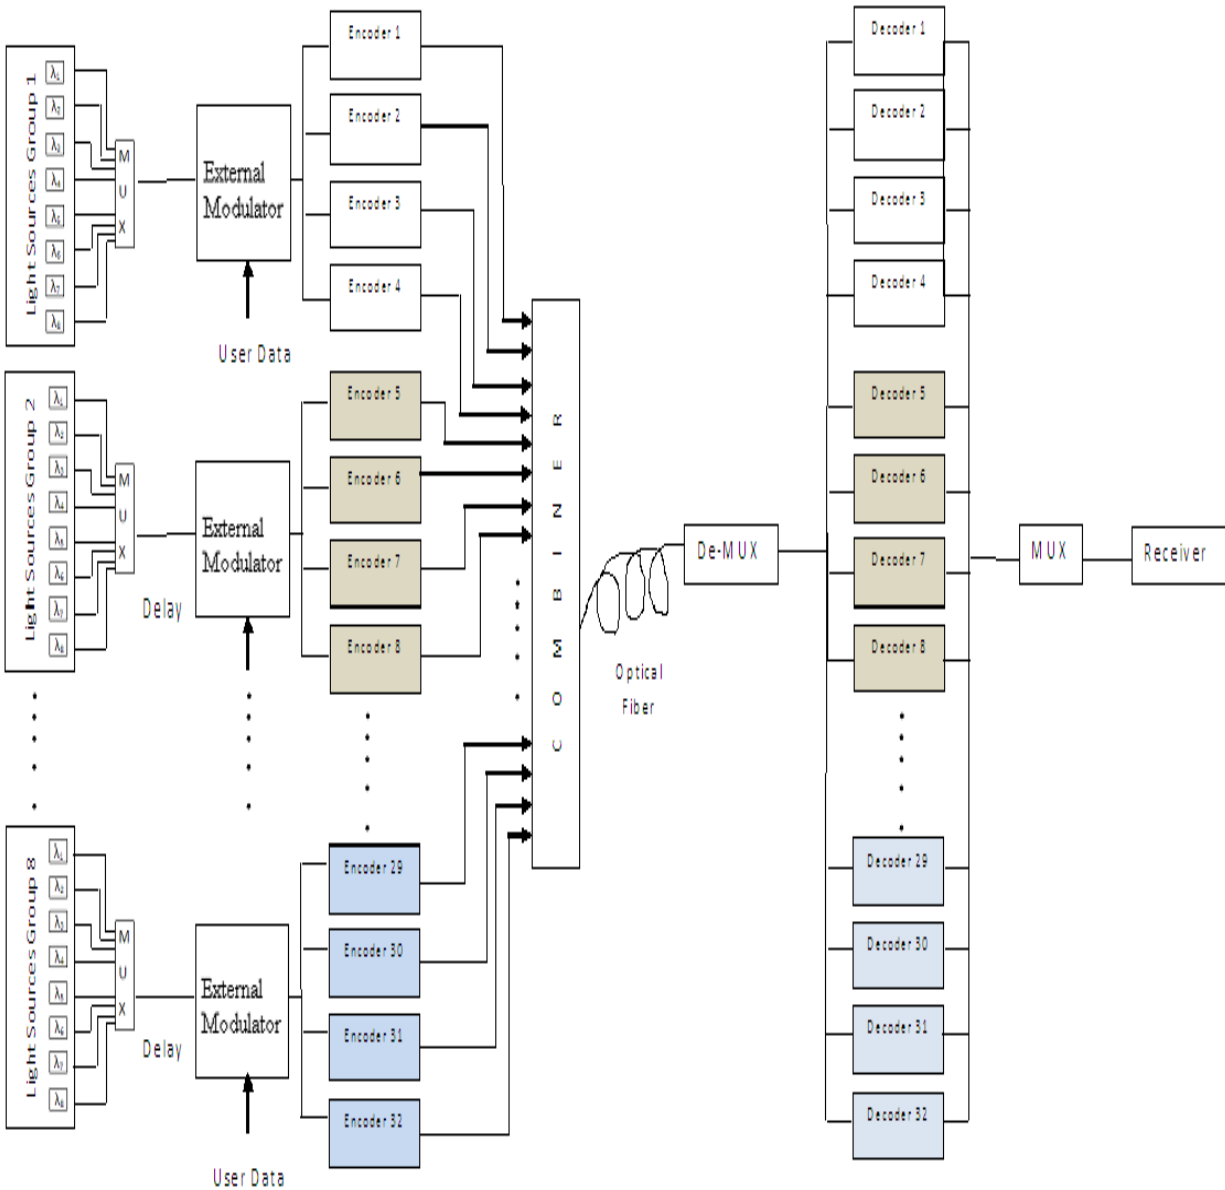 Light Sources Group 1
λ₁
λ₂
λ₃
λ₄
λ₅
λ₆
λ₇
λ₈
M
U
X
External
Modulator
User Data
Encoder 1
Encoder 2
Encoder 3
Encoder 4
Light Sources Group 2
λ₁
λ₂
λ₃
λ₄
λ₅
λ₆
λ₇
λ₈
M
U
X
Delay
External
Modulator
Encoder 5
Encoder 6
Encoder 7
Encoder 8
Light Sources Group 8
λ₁
λ₂
λ₃
λ₄
λ₅
λ₆
λ₇
λ₈
M
U
X
Delay
External
Modulator
User Data
Encoder 29
Encoder 30
Encoder 31
Encoder 32
COMBINER
Optical
Fiber
De-MUX
Decoder 1
Decoder 2
Decoder 3
Decoder 4
Decoder 5
Decoder 6
Decoder 7
Decoder 8
Decoder 29
Decoder 30
Decoder 31
Decoder 32
MUX
Receiver